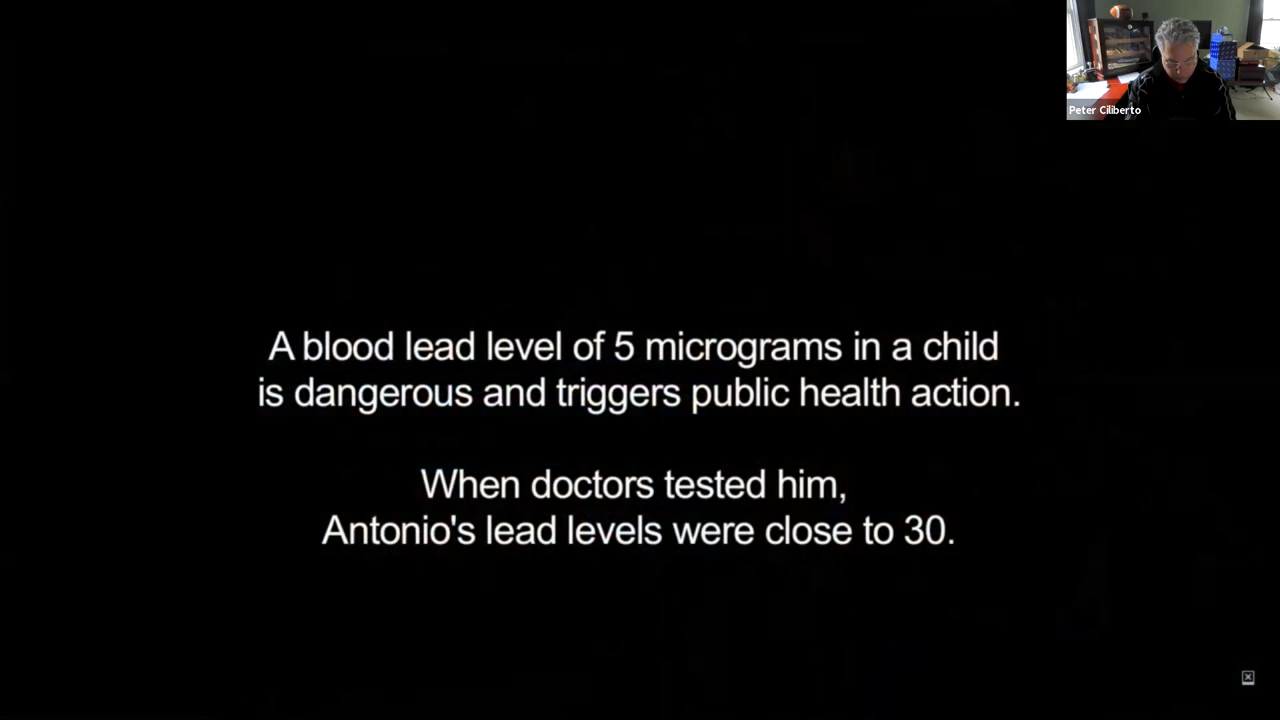 Peter Ciliberto
A blood lead level of 5 micrograms in a child
is dangerous and triggers public health action.
When doctors tested him,
Antonio's lead levels were close to 30.